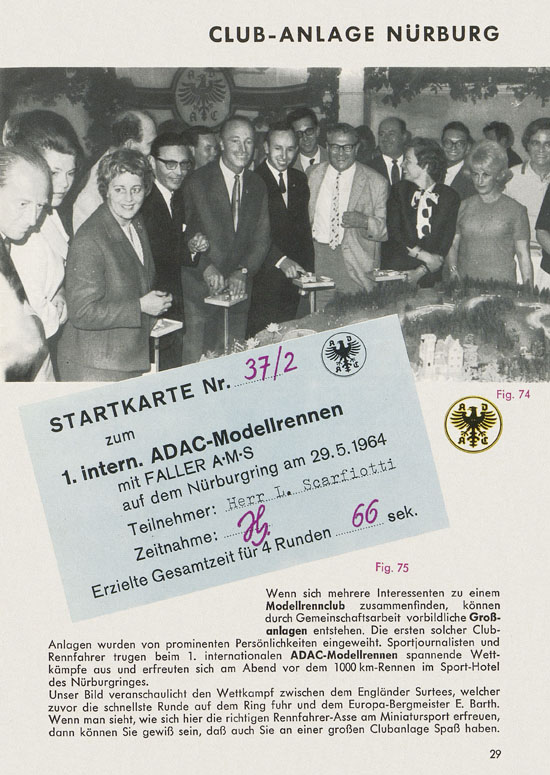 CLUB-ANLAGE NÜRBURG
A D A C
STARTKARTE Nr. 37/2
A D A C
zum
1. intern. ADAC-Modellrennen
mit FALLER A·M·S
auf dem Nürburgring am 29.5.1964
Teilnehmer: Herr L. Scarfiotti
Zeitnahme:
Erzielte Gesamtzeit für 4 Runden 66 sek.
Fig. 74
A D A C
Fig. 75
Wenn sich mehrere Interessenten zu einem
Modellrennclub zusammenfinden, können
durch Gemeinschaftsarbeit vorbildliche Groß-
anlagen entstehen. Die ersten solcher Club-
Anlagen wurden von prominenten Persönlichkeiten eingeweiht. Sportjournalisten und
Rennfahrer trugen beim 1. internationalen ADAC-Modellrennen spannende Wett-
kämpfe aus und erfreuten sich am Abend vor dem 1000 km-Rennen im Sport-Hotel
des Nürburgringes.
Unser Bild veranschaulicht den Wettkampf zwischen dem Engländer Surtees, welcher
zuvor die schnellste Runde auf dem Ring fuhr und dem Europa-Bergmeister E. Barth.
Wenn man sieht, wie sich hier die richtigen Rennfahrer-Asse am Miniatursport erfreuen,
dann können Sie gewiß sein, daß auch Sie an einer großen Clubanlage Spaß haben.
29